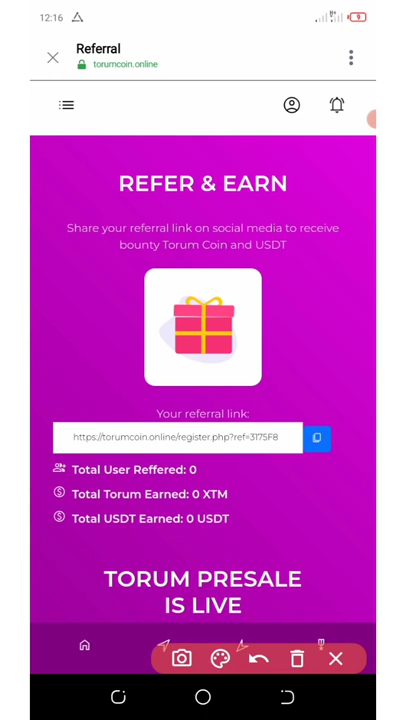 12:16
9
Referral
torumcoin.online
REFER & EARN
Share your referral link on social media to receive
bounty Torum Coin and USDT
Your referral link:
https://torumcoin.online/register.php?ref=3175F8
Total User Reffered: 0
Total Torum Earned: 0 XTM
Total USDT Earned: 0 USDT
TORUM PRESALE
IS LIVE